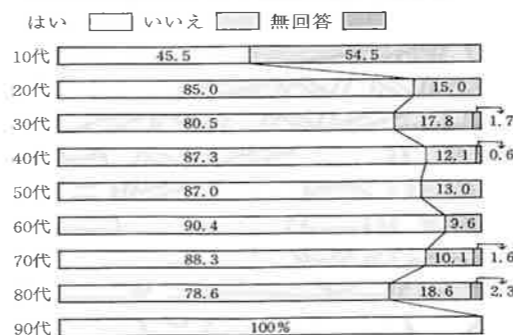 はい いいえ 無回答
10代 45.5 54.5
20代 85.0 15.0
30代 80.5 17.8 1.7
40代 87.3 12.1 0.6
50代 87.0 13.0
60代 90.4 9.6
70代 88.3 10.1 1.6
80代 78.6 18.6 2.3
90代 100%